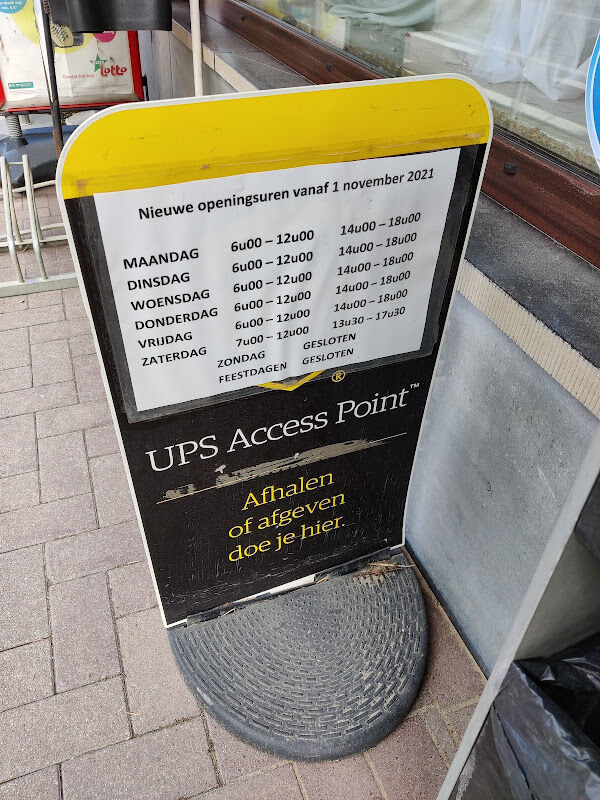 lotto
Nieuwe openingsuren vanaf 1 november 2021
MAANDAG 6u00 – 12u00 14u00 – 18u00
DINSDAG 6u00 – 12u00 14u00 – 18u00
WOENSDAG 6u00 – 12u00 14u00 – 18u00
DONDERDAG 6u00 – 12u00 14u00 – 18u00
VRIJDAG 6u00 – 12u00 14u00 – 18u00
ZATERDAG 7u00 – 12u00 13u30 – 17u30
ZONDAG GESLOTEN
FEESTDAGEN GESLOTEN
®
UPS Access Point™
Afhalen
of afgeven
doe je hier.